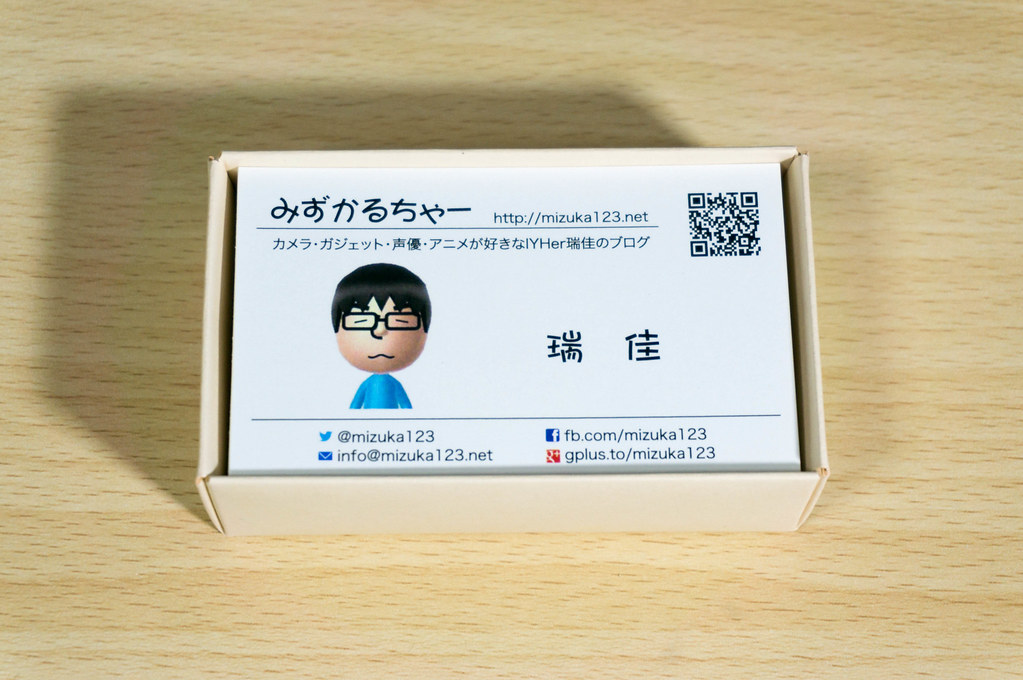 みずかるちゃー http://mizuka123.net
カメラ・ガジェット・声優・アニメが好きなIYHer瑞佳のブログ
瑞 佳
@mizuka123 fb.com/mizuka123
info@mizuka123.net gplus.to/mizuka123